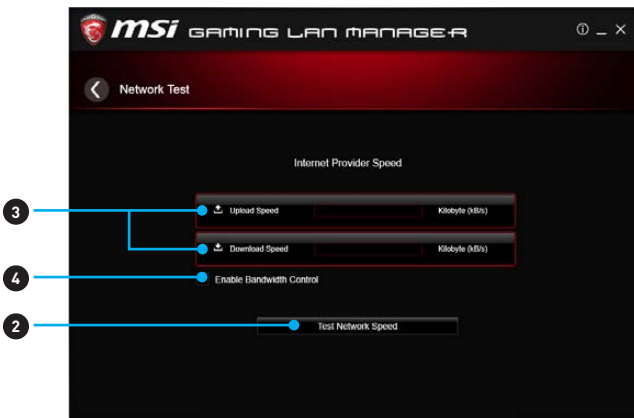 msi GAMING LAN MANAGER
Network Test
Internet Provider Speed
3
Upload Speed Kilobyte (kB/s)
Download Speed Kilobyte (kB/s)
4
Enable Bandwidth Control
2
Test Network Speed